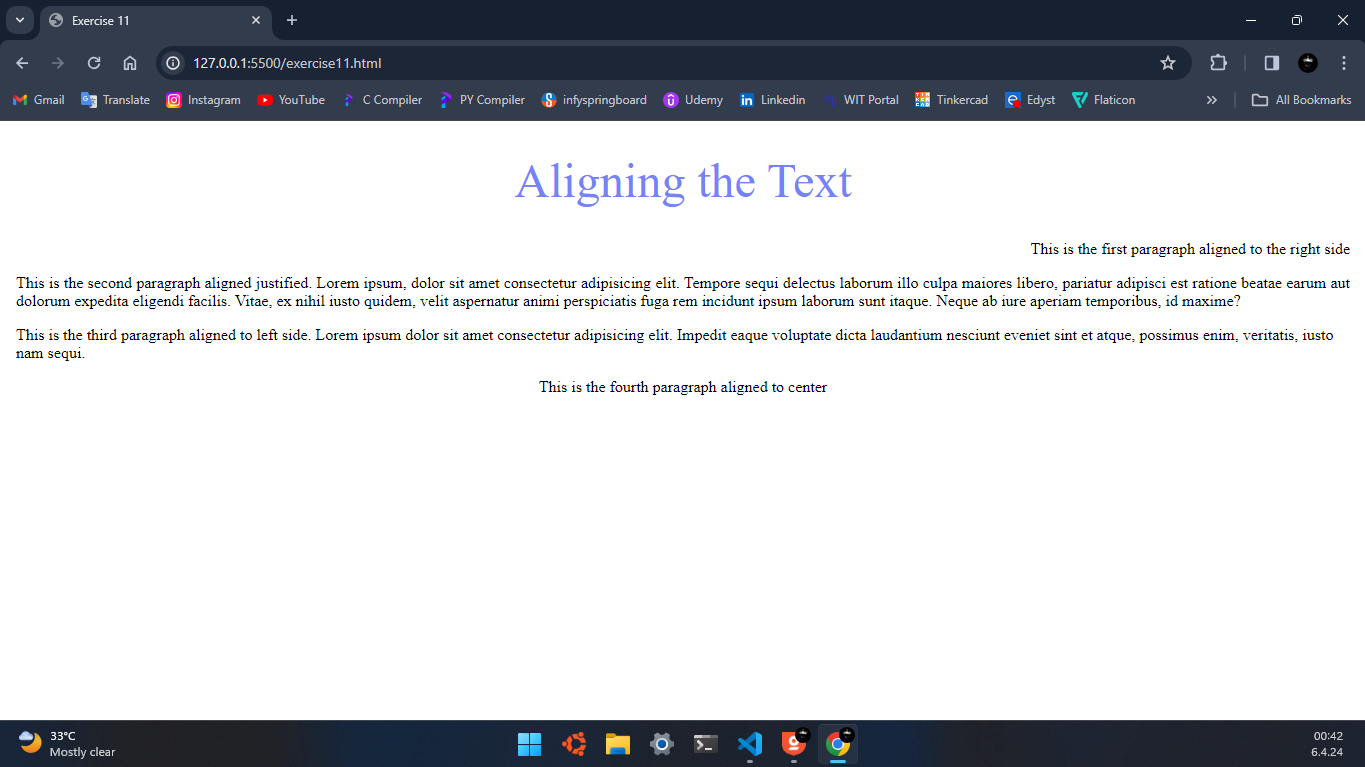 Exercise 11
127.0.0.1:5500/exercise11.html
Gmail Translate Instagram YouTube C Compiler PY Compiler infyspringboard Udemy Linkedin WIT Portal Tinkercad Edyst Flaticon » All Bookmarks
Aligning the Text
This is the first paragraph aligned to the right side
This is the second paragraph aligned justified. Lorem ipsum, dolor sit amet consectetur adipisicing elit. Tempore sequi delectus laborum illo culpa maiores libero, pariatur adipisci est ratione beatae earum aut
dolorum expedita eligendi facilis. Vitae, ex nihil iusto quidem, velit aspernatur animi perspiciatis fuga rem incidunt ipsum laborum sunt itaque. Neque ab iure aperiam temporibus, id maxime?
This is the third paragraph aligned to left side. Lorem ipsum dolor sit amet consectetur adipisicing elit. Impedit eaque voluptate dicta laudantium nesciunt eveniet sint et atque, possimus enim, veritatis, iusto
nam sequi.
This is the fourth paragraph aligned to center
33°C
Mostly clear
00:42
6.4.24